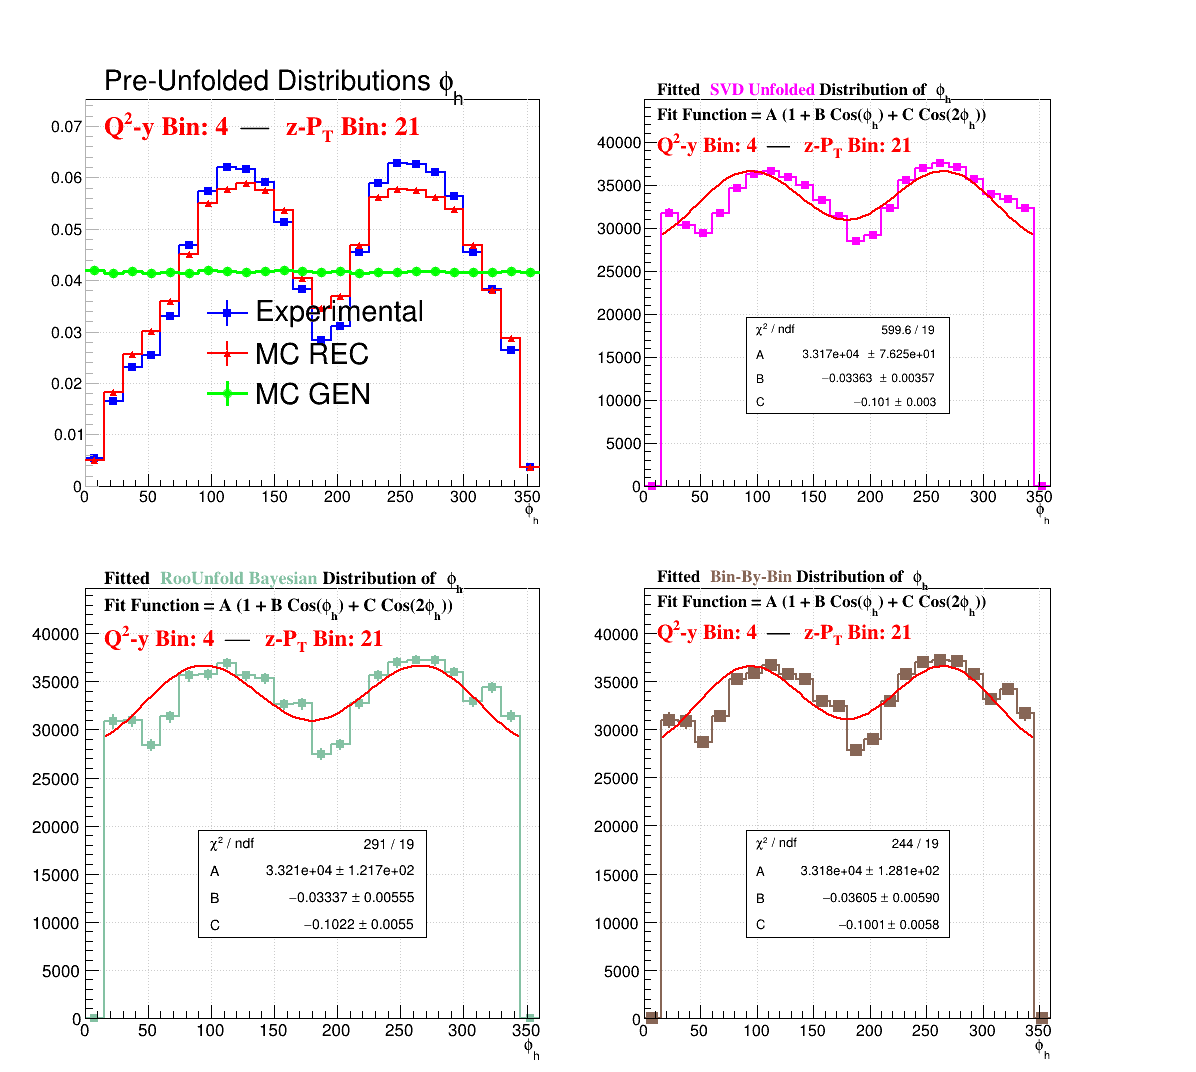 Pre-Unfolded Distributions ϕh
Q²-y Bin: 4 — z-PT Bin: 21
0.07
0.06
0.05
0.04
0.03
0.02
0.01
0
Experimental
MC REC
MC GEN
0 50 100 150 200 250 300 350
ϕh
Fitted SVD Unfolded Distribution of ϕh
Fit Function = A (1 + B Cos(ϕh) + C Cos(2ϕh))
Q²-y Bin: 4 — z-PT Bin: 21
40000
35000
30000
25000
20000
15000
10000
5000
0
χ² / ndf 599.6 / 19
A 3.317e+04 ± 7.625e+01
B −0.03363 ± 0.00357
C −0.101 ± 0.003
0 50 100 150 200 250 300 350
ϕh
Fitted RooUnfold Bayesian Distribution of ϕh
Fit Function = A (1 + B Cos(ϕh) + C Cos(2ϕh))
Q²-y Bin: 4 — z-PT Bin: 21
40000
35000
30000
25000
20000
15000
10000
5000
0
χ² / ndf 291 / 19
A 3.321e+04 ± 1.217e+02
B −0.03337 ± 0.00555
C −0.1022 ± 0.0055
0 50 100 150 200 250 300 350
ϕh
Fitted Bin-By-Bin Distribution of ϕh
Fit Function = A (1 + B Cos(ϕh) + C Cos(2ϕh))
Q²-y Bin: 4 — z-PT Bin: 21
40000
35000
30000
25000
20000
15000
10000
5000
0
χ² / ndf 244 / 19
A 3.318e+04 ± 1.281e+02
B −0.03605 ± 0.00590
C −0.1001 ± 0.0058
0 50 100 150 200 250 300 350
ϕh